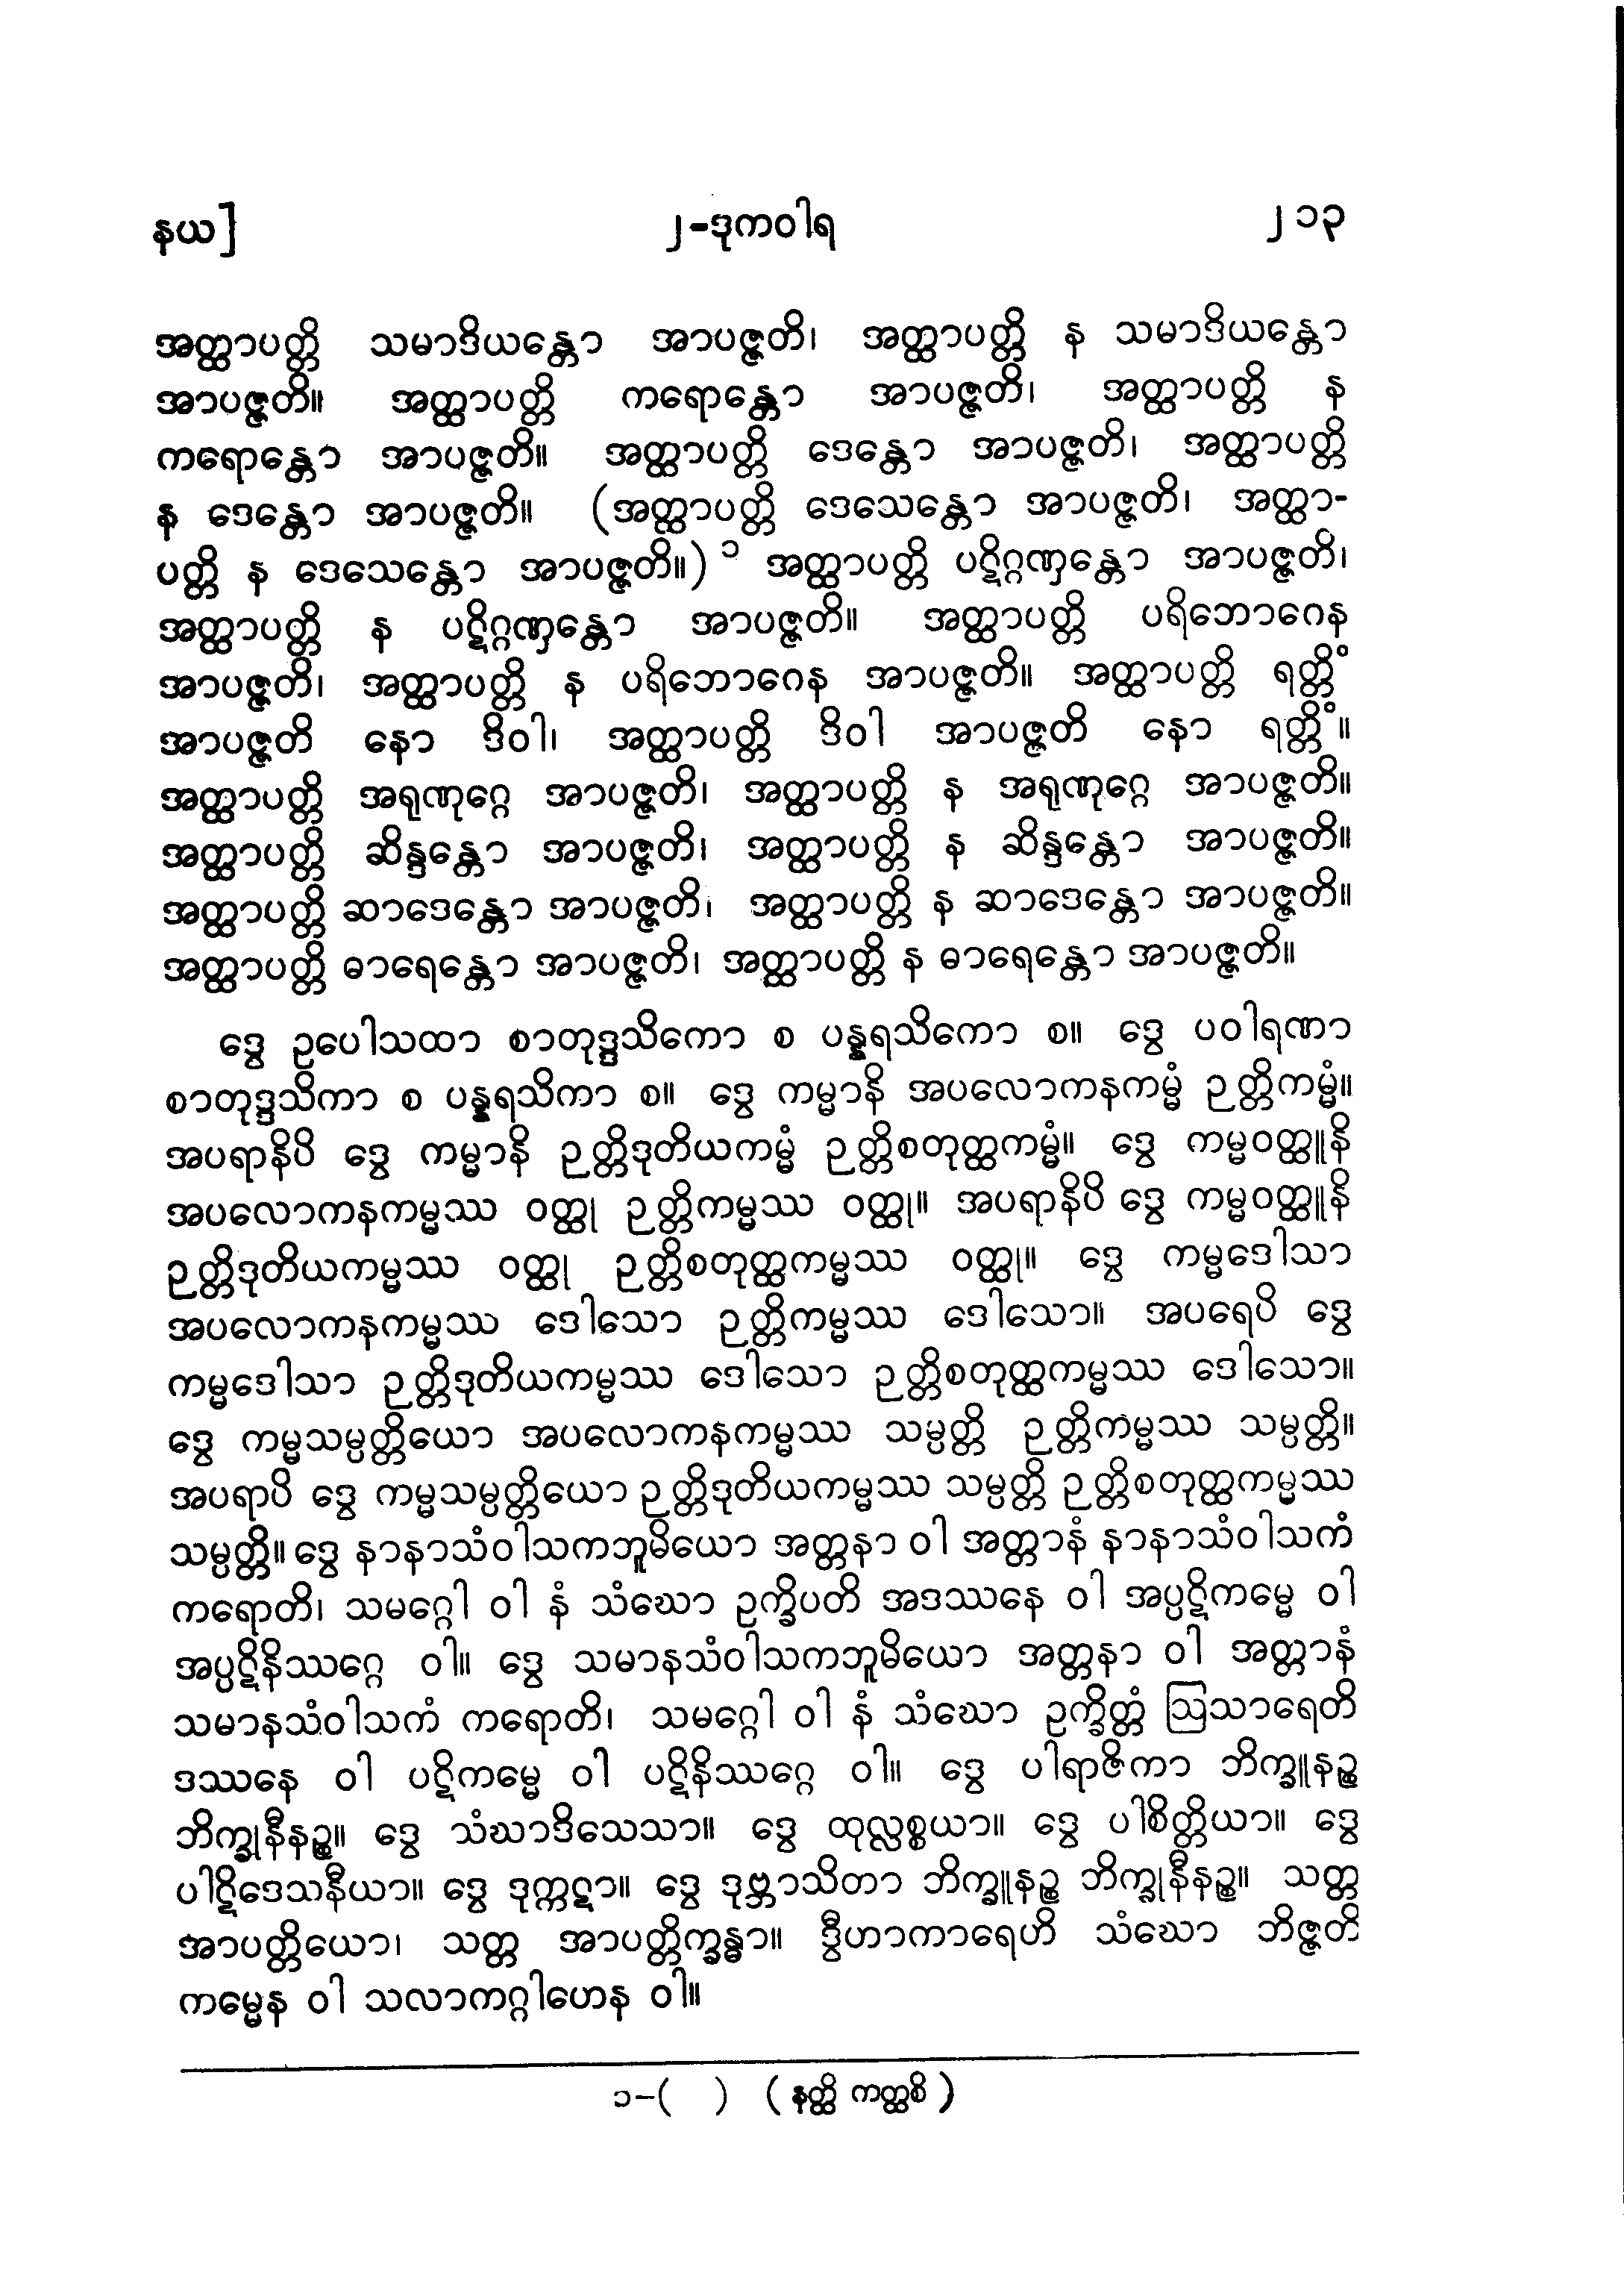 နယ]
၂-ဒုကဝါရ
၂၁၃
အတ္ထာပတ္တိ သမာဒိယန္တော အာပဇ္ဇတိ၊ အတ္ထာပတ္တိ န သမာဒိယန္တော
အာပဇ္ဇတိ။ အတ္ထာပတ္တိ ကရောန္တော အာပဇ္ဇတိ၊ အတ္ထာပတ္တိ န
ကရောန္တော အာပဇ္ဇတိ။ အတ္ထာပတ္တိ ဒေန္တော အာပဇ္ဇတိ၊ အတ္ထာပတ္တိ
န ဒေန္တော အာပဇ္ဇတိ။ (အတ္ထာပတ္တိ ဒေသေန္တော အာပဇ္ဇတိ၊ အတ္ထာ-
ပတ္တိ န ဒေသေန္တော အာပဇ္ဇတိ။)၁ အတ္ထာပတ္တိ ပဋိဂ္ဂဏှန္တော အာပဇ္ဇတိ၊
အတ္ထာပတ္တိ န ပဋိဂ္ဂဏှန္တော အာပဇ္ဇတိ။ အတ္ထာပတ္တိ ပရိဘောဂေန
အာပဇ္ဇတိ၊ အတ္ထာပတ္တိ န ပရိဘောဂေန အာပဇ္ဇတိ။ အတ္ထာပတ္တိ ရတ္တိံ
အာပဇ္ဇတိ နော ဒိဝါ၊ အတ္ထာပတ္တိ ဒိဝါ အာပဇ္ဇတိ နော ရတ္တိံ။
အတ္ထာပတ္တိ အရုဏုဂ္ဂေ အာပဇ္ဇတိ၊ အတ္ထာပတ္တိ န အရုဏုဂ္ဂေ အာပဇ္ဇတိ။
အတ္ထာပတ္တိ ဆိန္ဒန္တော အာပဇ္ဇတိ၊ အတ္ထာပတ္တိ န ဆိန္ဒန္တော အာပဇ္ဇတိ။
အတ္ထာပတ္တိ ဆာဒေန္တော အာပဇ္ဇတိ၊ အတ္ထာပတ္တိ န ဆာဒေန္တော အာပဇ္ဇတိ။
အတ္ထာပတ္တိ ဓာရေန္တော အာပဇ္ဇတိ၊ အတ္ထာပတ္တိ န ဓာရေန္တော အာပဇ္ဇတိ။
ဒွေ ဥပေါသထာ စာတုဒ္ဒသိကော စ ပန္နရသိကော စ။ ဒွေ ပဝါရဏာ
စာတုဒ္ဒသိကာ စ ပန္နရသိကာ စ။ ဒွေ ကမ္မာနိ အပလောကနကမ္မံ ဉတ္တိကမ္မံ။
အပရာနိပိ ဒွေ ကမ္မာနိ ဉတ္တိဒုတိယကမ္မံ ဉတ္တိစတုတ္ထကမ္မံ။ ဒွေ ကမ္မဝတ္ထူနိ
အပလောကနကမ္မဿ ဝတ္ထု ဉတ္တိကမ္မဿ ဝတ္ထု။ အပရာနိပိ ဒွေ ကမ္မဝတ္ထူနိ
ဉတ္တိဒုတိယကမ္မဿ ဝတ္ထု ဉတ္တိစတုတ္ထကမ္မဿ ဝတ္ထု။ ဒွေ ကမ္မဒေါသာ
အပလောကနကမ္မဿ ဒေါသော ဉတ္တိကမ္မဿ ဒေါသော။ အပရေပိ ဒွေ
ကမ္မဒေါသာ ဉတ္တိဒုတိယကမ္မဿ ဒေါသော ဉတ္တိစတုတ္ထကမ္မဿ ဒေါသော။
ဒွေ ကမ္မသမ္ပတ္တိယော အပလောကနကမ္မဿ သမ္ပတ္တိ ဉတ္တိကမ္မဿ သမ္ပတ္တိ။
အပရာပိ ဒွေ ကမ္မသမ္ပတ္တိယော ဉတ္တိဒုတိယကမ္မဿ သမ္ပတ္တိ ဉတ္တိစတုတ္ထကမ္မဿ
သမ္ပတ္တိ။ ဒွေ နာနာသံဝါသကဘူမိယော အတ္တနာ ဝါ အတ္တာနံ နာနာသံဝါသကံ
ကရောတိ၊ သမဂ္ဂေါ ဝါ နံ သံဃော ဥက္ခိပတိ အဒဿနေ ဝါ အပ္ပဋိကမ္မေ ဝါ
အပ္ပဋိနိဿဂ္ဂေ ဝါ။ ဒွေ သမာနသံဝါသကဘူမိယော အတ္တနာ ဝါ အတ္တာနံ
သမာနသံဝါသကံ ကရောတိ၊ သမဂ္ဂေါ ဝါ နံ သံဃော ဥက္ခိတ္တံ ဩသာရေတိ
ဒဿနေ ဝါ ပဋိကမ္မေ ဝါ ပဋိနိဿဂ္ဂေ ဝါ။ ဒွေ ပါရာဇိကာ ဘိက္ခူနဉ္စ
ဘိက္ခုနီနဉ္စ။ ဒွေ သံဃာဒိသေသာ။ ဒွေ ထုလ္လစ္စယာ။ ဒွေ ပါစိတ္တိယာ။ ဒွေ
ပါဋိဒေသနီယာ။ ဒွေ ဒုက္ကဋာ။ ဒွေ ဒုဗ္ဘာသိတာ ဘိက္ခူနဉ္စ ဘိက္ခုနီနဉ္စ။ သတ္တ
အာပတ္တိယော၊ သတ္တ အာပတ္တိက္ခန္ဓာ။ ဒွီဟာကာရေဟိ သံဃော ဘိဇ္ဇတိ
ကမ္မေန ဝါ သလာကဂ္ဂါဟေန ဝါ။
၁-( ) (နတ္ထိ ကတ္ထစိ)